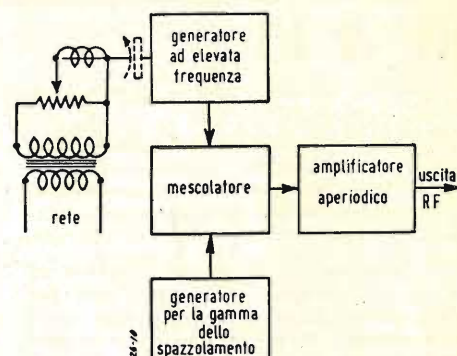 generatore
ad elevata
frequenza
mescolatore
amplificatore
aperiodico
uscita
RF
rete
generatore
per la gamma
dello
spazzolamento